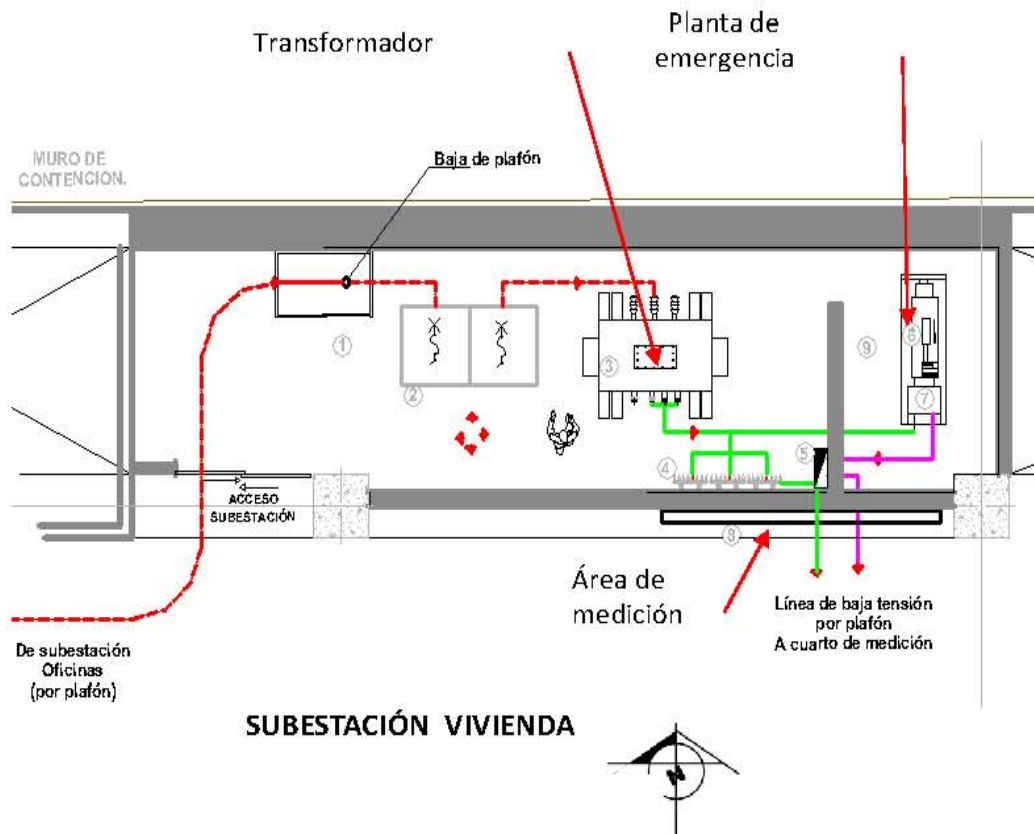 Transformador
Planta de
emergencia
MURO DE
CONTENCION.
Baja de plafón
1
2
3
4
5
6
7
8
9
ACCESO
SUBESTACIÓN
Área de
medición
Línea de baja tensión
por plafón
A cuarto de medición
De subestación
Oficinas
(por plafón)
SUBESTACIÓN VIVIENDA
N